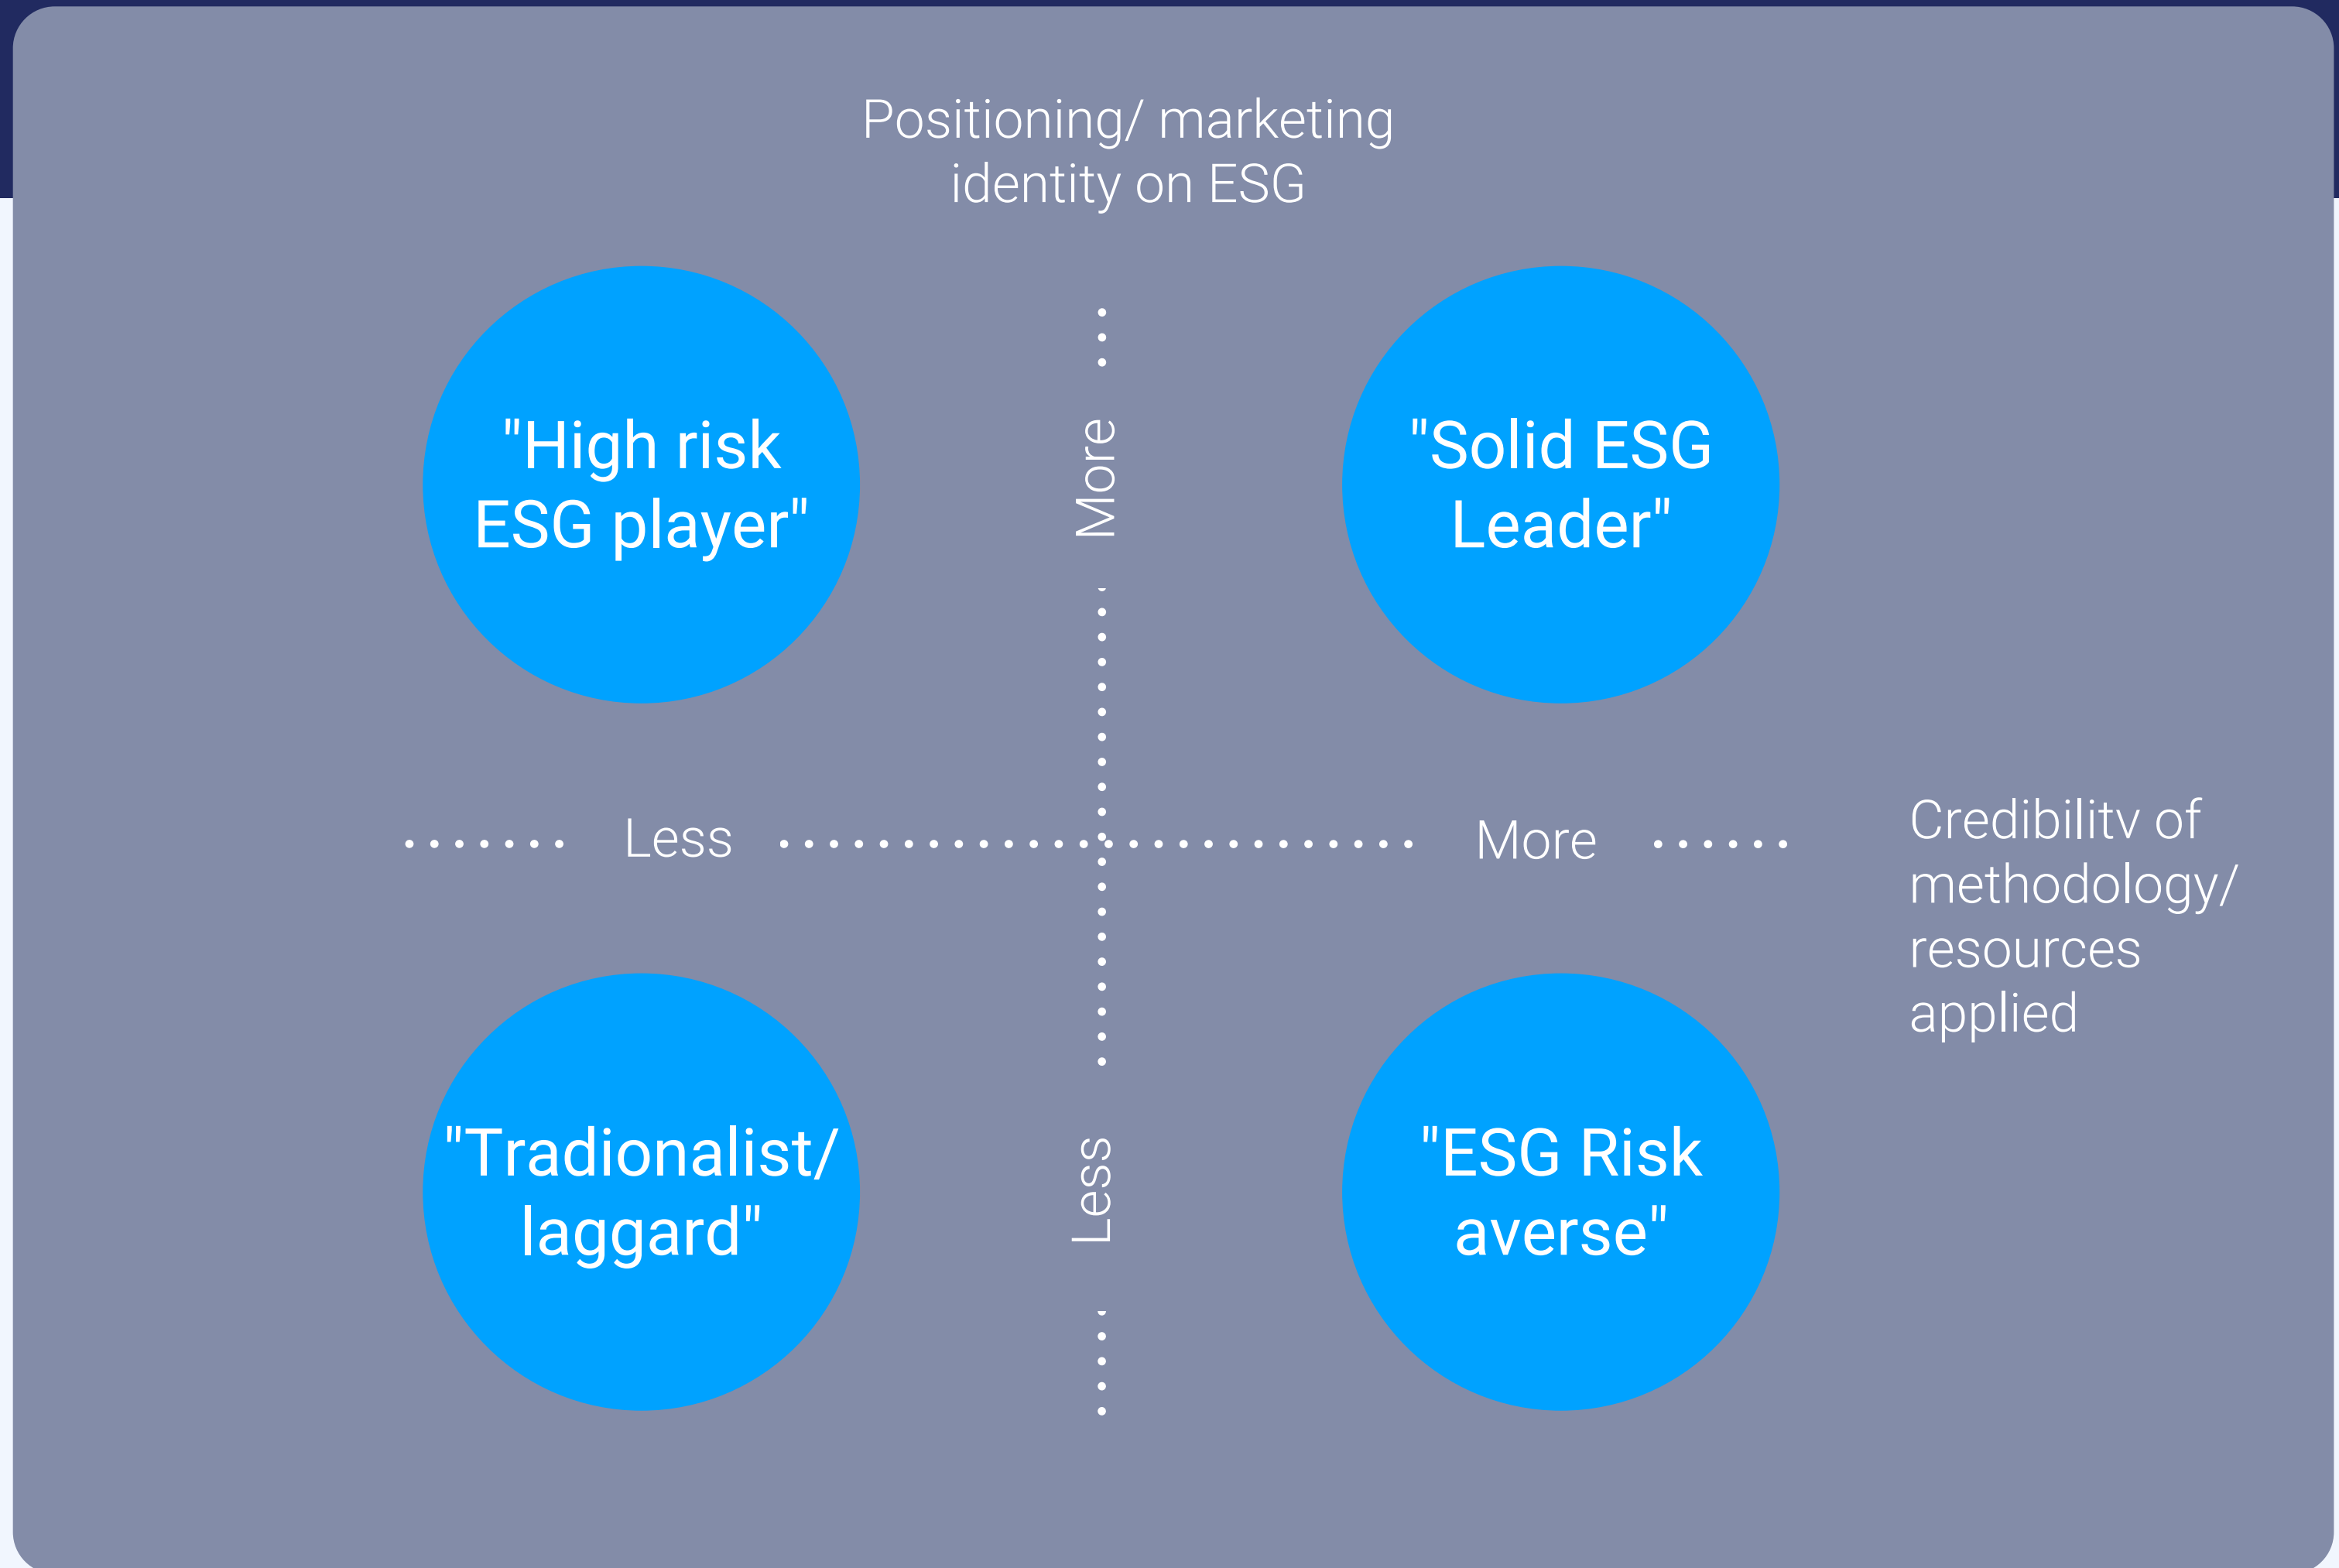 Positioning/ marketing
identity on ESG
"High risk
ESG player"
More
"Solid ESG
Leader"
Less
More
Credibility of
methodology/
resources
applied
"Tradionalist/
laggard"
Less
"ESG Risk
averse"